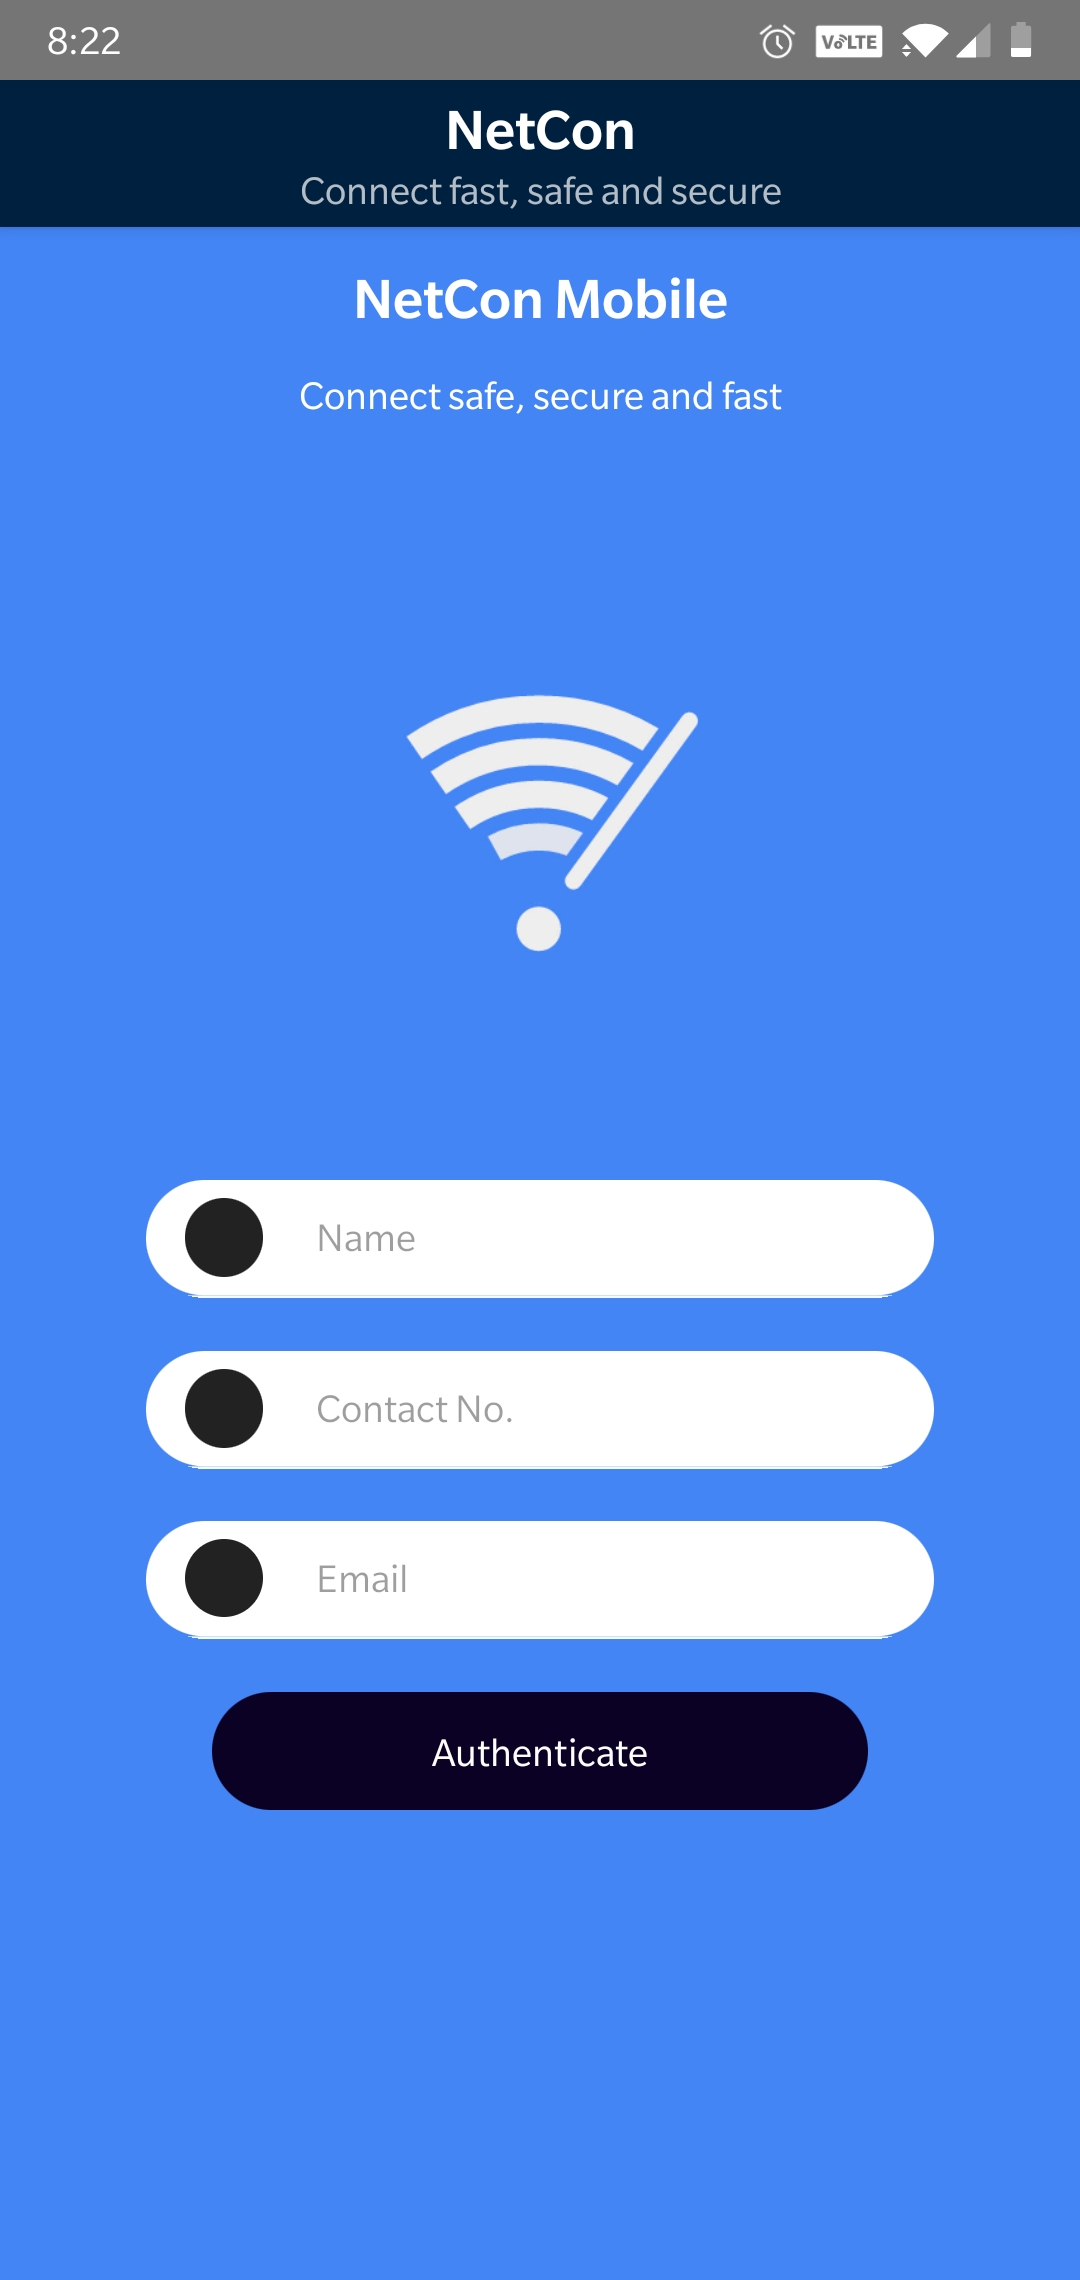 8:22
VoLTE
NetCon
Connect fast, safe and secure
NetCon Mobile
Connect safe, secure and fast
Name
Contact No.
Email
Authenticate